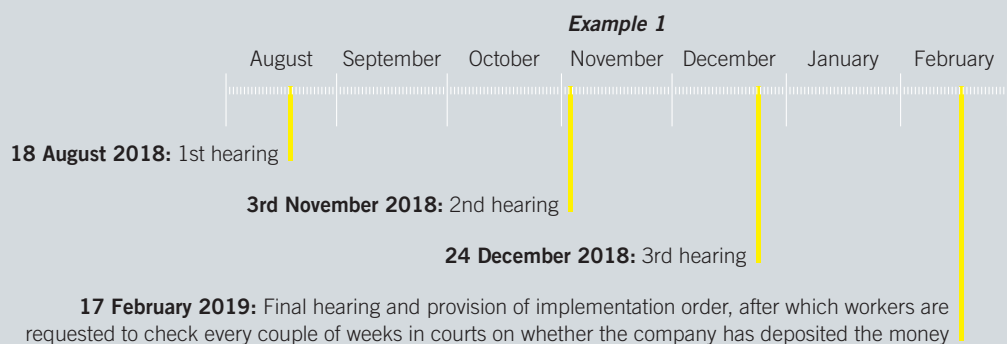 Example 1
August September October November December January February
18 August 2018: 1st hearing
3rd November 2018: 2nd hearing
24 December 2018: 3rd hearing
17 February 2019: Final hearing and provision of implementation order, after which workers are
requested to check every couple of weeks in courts on whether the company has deposited the money